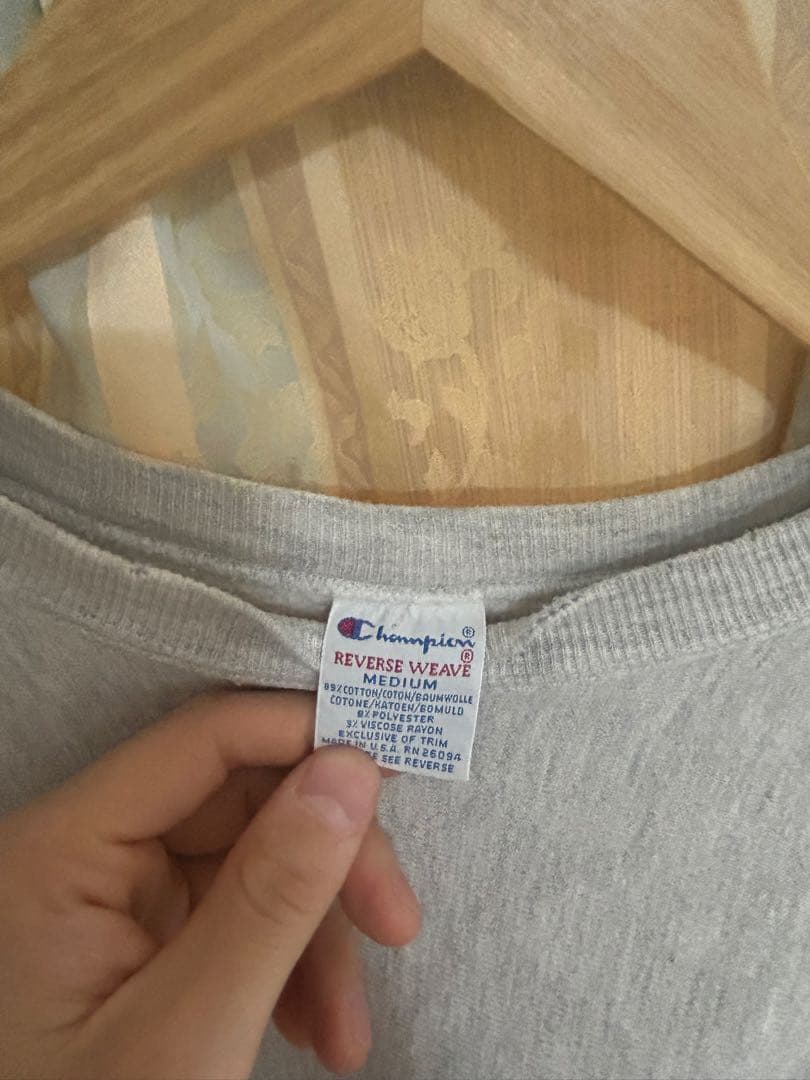 Champion®
REVERSE WEAVE®
MEDIUM
89% COTTON/COTON/BAUMWOLLE
COTONE/KATOEN/BOMULD
8% POLYESTER
3% VISCOSE RAYON
EXCLUSIVE OF TRIM
MADE IN U.S.A. RN 26094
SEE REVERSE